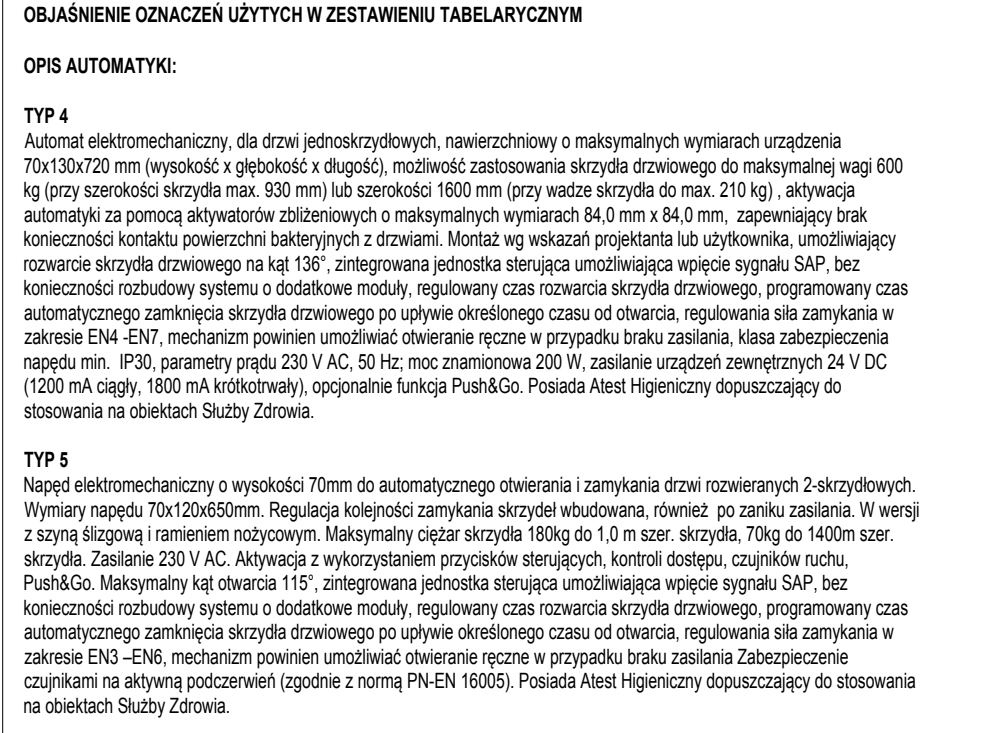 OBJAŚNIENIE OZNACZEŃ UŻYTYCH W ZESTAWIENIU TABELARYCZNYM
OPIS AUTOMATYKI:
TYP 4
Automat elektromechaniczny, dla drzwi jednoskrzydłowych, nawierzchniowy o maksymalnych wymiarach urządzenia
70x130x720 mm (wysokość x głębokość x długość), możliwość zastosowania skrzydła drzwiowego do maksymalnej wagi 600
kg (przy szerokości skrzydła max. 930 mm) lub szerokości 1600 mm (przy wadze skrzydła do max. 210 kg) , aktywacja
automatyki za pomocą aktywatorów zbliżeniowych o maksymalnych wymiarach 84,0 mm x 84,0 mm, zapewniający brak
konieczności kontaktu powierzchni bakteryjnych z drzwiami. Montaż wg wskazań projektanta lub użytkownika, umożliwiający
rozwarcie skrzydła drzwiowego na kąt 136°, zintegrowana jednostka sterująca umożliwiająca wpięcie sygnału SAP, bez
konieczności rozbudowy systemu o dodatkowe moduły, regulowany czas rozwarcia skrzydła drzwiowego, programowany czas
automatycznego zamknięcia skrzydła drzwiowego po upływie określonego czasu od otwarcia, regulowania siła zamykania w
zakresie EN4 -EN7, mechanizm powinien umożliwiać otwieranie ręczne w przypadku braku zasilania, klasa zabezpieczenia
napędu min. IP30, parametry prądu 230 V AC, 50 Hz; moc znamionowa 200 W, zasilanie urządzeń zewnętrznych 24 V DC
(1200 mA ciągły, 1800 mA krótkotrwały), opcjonalnie funkcja Push&Go. Posiada Atest Higieniczny dopuszczający do
stosowania na obiektach Służby Zdrowia.
TYP 5
Napęd elektromechaniczny o wysokości 70mm do automatycznego otwierania i zamykania drzwi rozwieranych 2-skrzydłowych.
Wymiary napędu 70x120x650mm. Regulacja kolejności zamykania skrzydeł wbudowana, również po zaniku zasilania. W wersji
z szyną ślizgową i ramieniem nożycowym. Maksymalny ciężar skrzydła 180kg do 1,0 m szer. skrzydła, 70kg do 1400m szer.
skrzydła. Zasilanie 230 V AC. Aktywacja z wykorzystaniem przycisków sterujących, kontroli dostępu, czujników ruchu,
Push&Go. Maksymalny kąt otwarcia 115°, zintegrowana jednostka sterująca umożliwiająca wpięcie sygnału SAP, bez
konieczności rozbudowy systemu o dodatkowe moduły, regulowany czas rozwarcia skrzydła drzwiowego, programowany czas
automatycznego zamknięcia skrzydła drzwiowego po upływie określonego czasu od otwarcia, regulowania siła zamykania w
zakresie EN3 –EN6, mechanizm powinien umożliwiać otwieranie ręczne w przypadku braku zasilania Zabezpieczenie
czujnikami na aktywną podczerwień (zgodnie z normą PN-EN 16005). Posiada Atest Higieniczny dopuszczający do stosowania
na obiektach Służby Zdrowia.